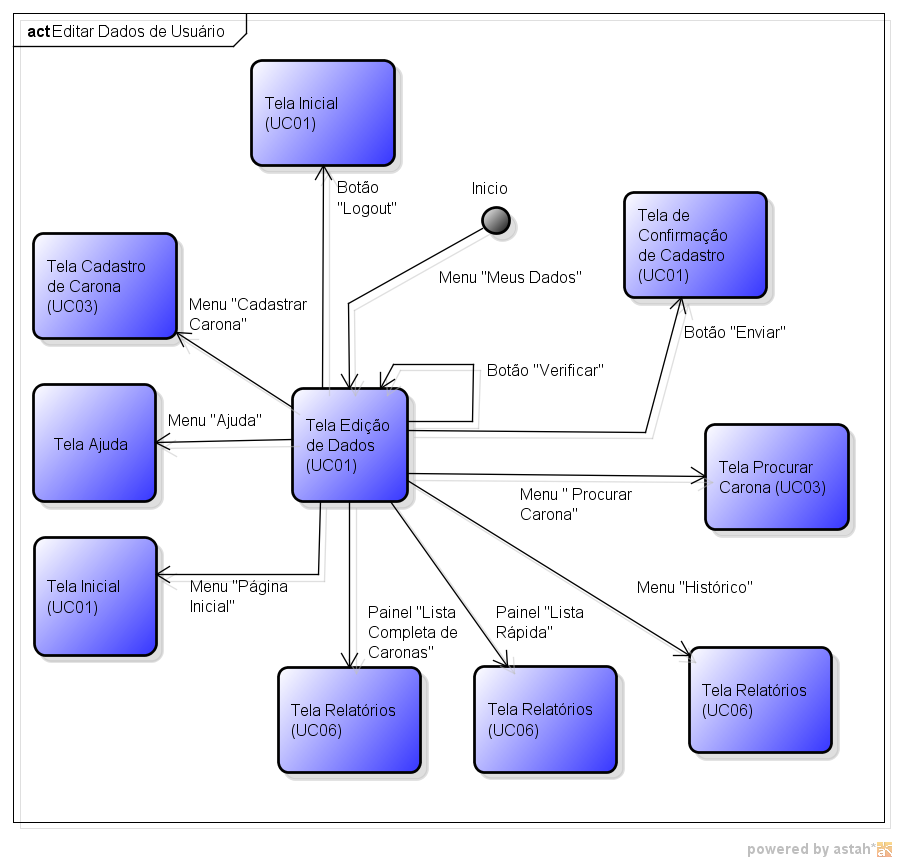 act Editar Dados de Usuário
Tela Inicial
(UC01)
Botão
"Logout"
Inicio
Menu "Meus Dados"
Tela de
Confirmação
de Cadastro
(UC01)
Tela Cadastro
de Carona
(UC03)
Menu "Cadastrar
Carona"
Botão "Enviar"
Botão "Verificar"
Menu "Ajuda"
Tela Ajuda
Tela Edição
de Dados
(UC01)
Tela Procurar
Carona (UC03)
Menu " Procurar
Carona"
Tela Inicial
(UC01)
Menu "Página
Inicial"
Menu "Histórico"
Painel "Lista
Completa de
Caronas"
Painel "Lista
Rápida"
Tela Relatórios
(UC06)
Tela Relatórios
(UC06)
Tela Relatórios
(UC06)
powered by astah*